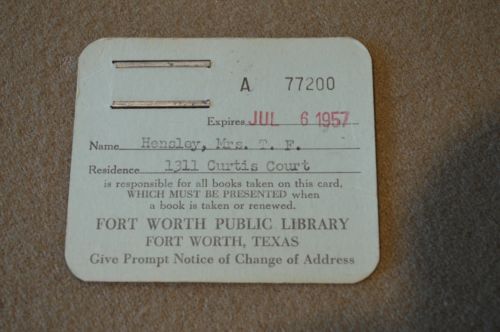 A 77200
Expires JUL 6 1957
Name Hensley, Mrs. T. F.
Residence 1311 Curtis Court
is responsible for all books taken on this card,
WHICH MUST BE PRESENTED when
a book is taken or renewed.
FORT WORTH PUBLIC LIBRARY
FORT WORTH, TEXAS
Give Prompt Notice of Change of Address